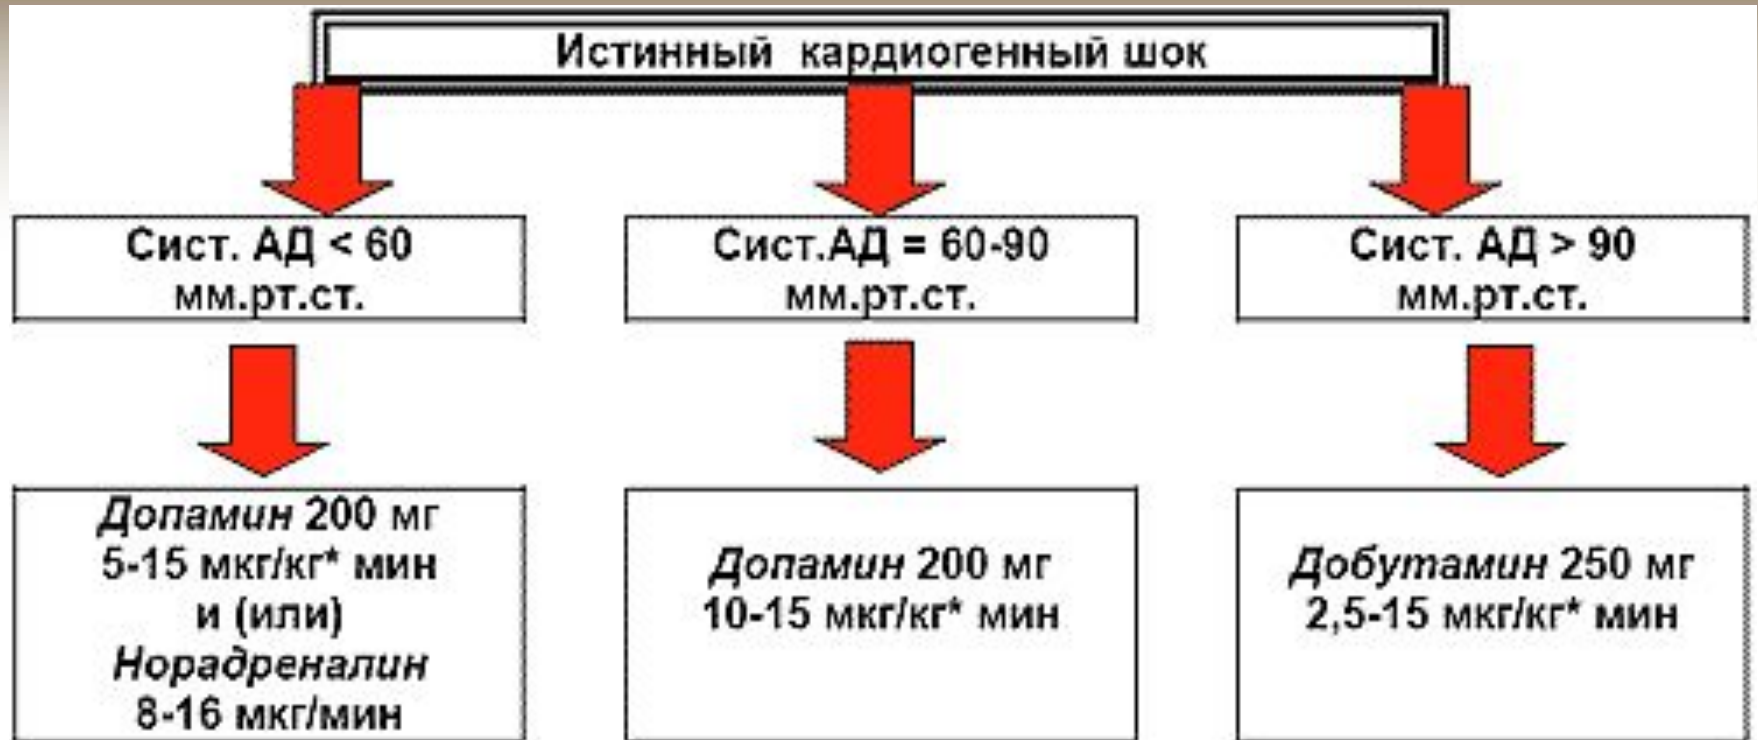 Истинный кардиогенный шок
Сист. АД < 60
мм.рт.ст.
Сист.АД = 60-90
мм.рт.ст.
Сист. АД > 90
мм.рт.ст.
Допамин 200 мг
5-15 мкг/кг* мин
и (или)
Норадреналин
8-16 мкг/мин
Допамин 200 мг
10-15 мкг/кг* мин
Добутамин 250 мг
2,5-15 мкг/кг* мин